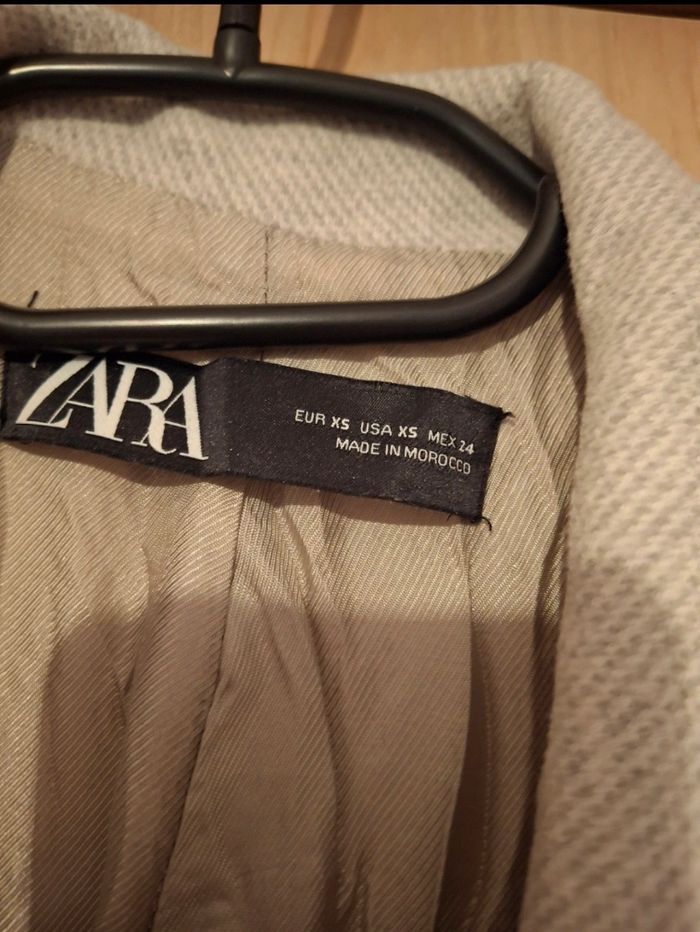 ZARA
EUR XS USA XS MEX 24
MADE IN MOROCCO